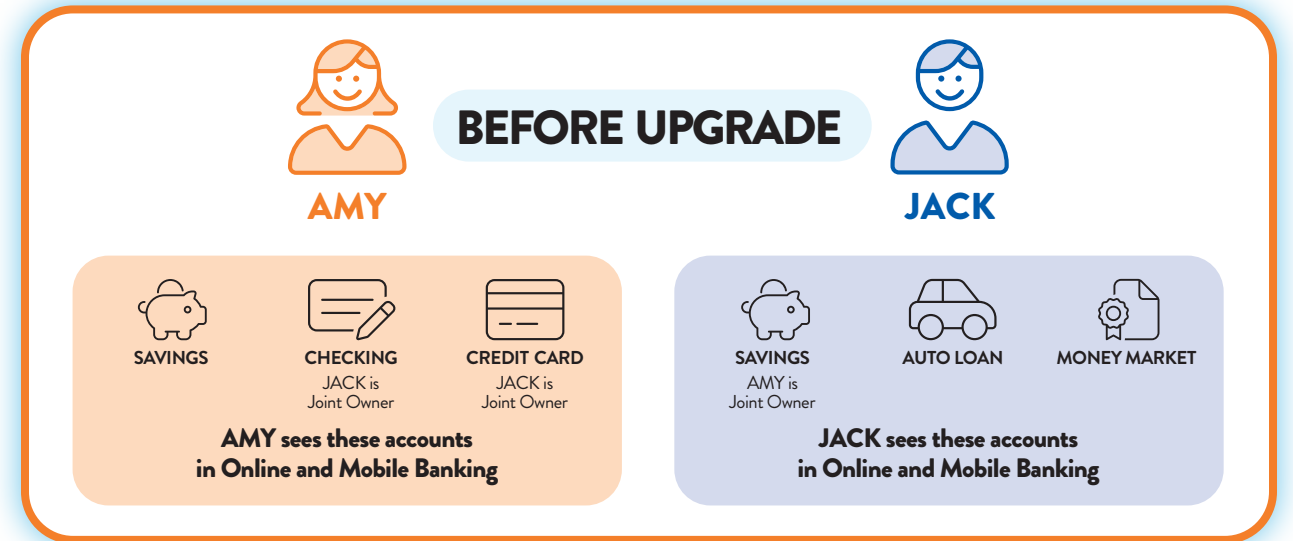 BEFORE UPGRADE
AMY
JACK
SAVINGS
CHECKING
JACK is
Joint Owner
CREDIT CARD
JACK is
Joint Owner
AMY sees these accounts
in Online and Mobile Banking
SAVINGS
AMY is
Joint Owner
AUTO LOAN
MONEY MARKET
JACK sees these accounts
in Online and Mobile Banking